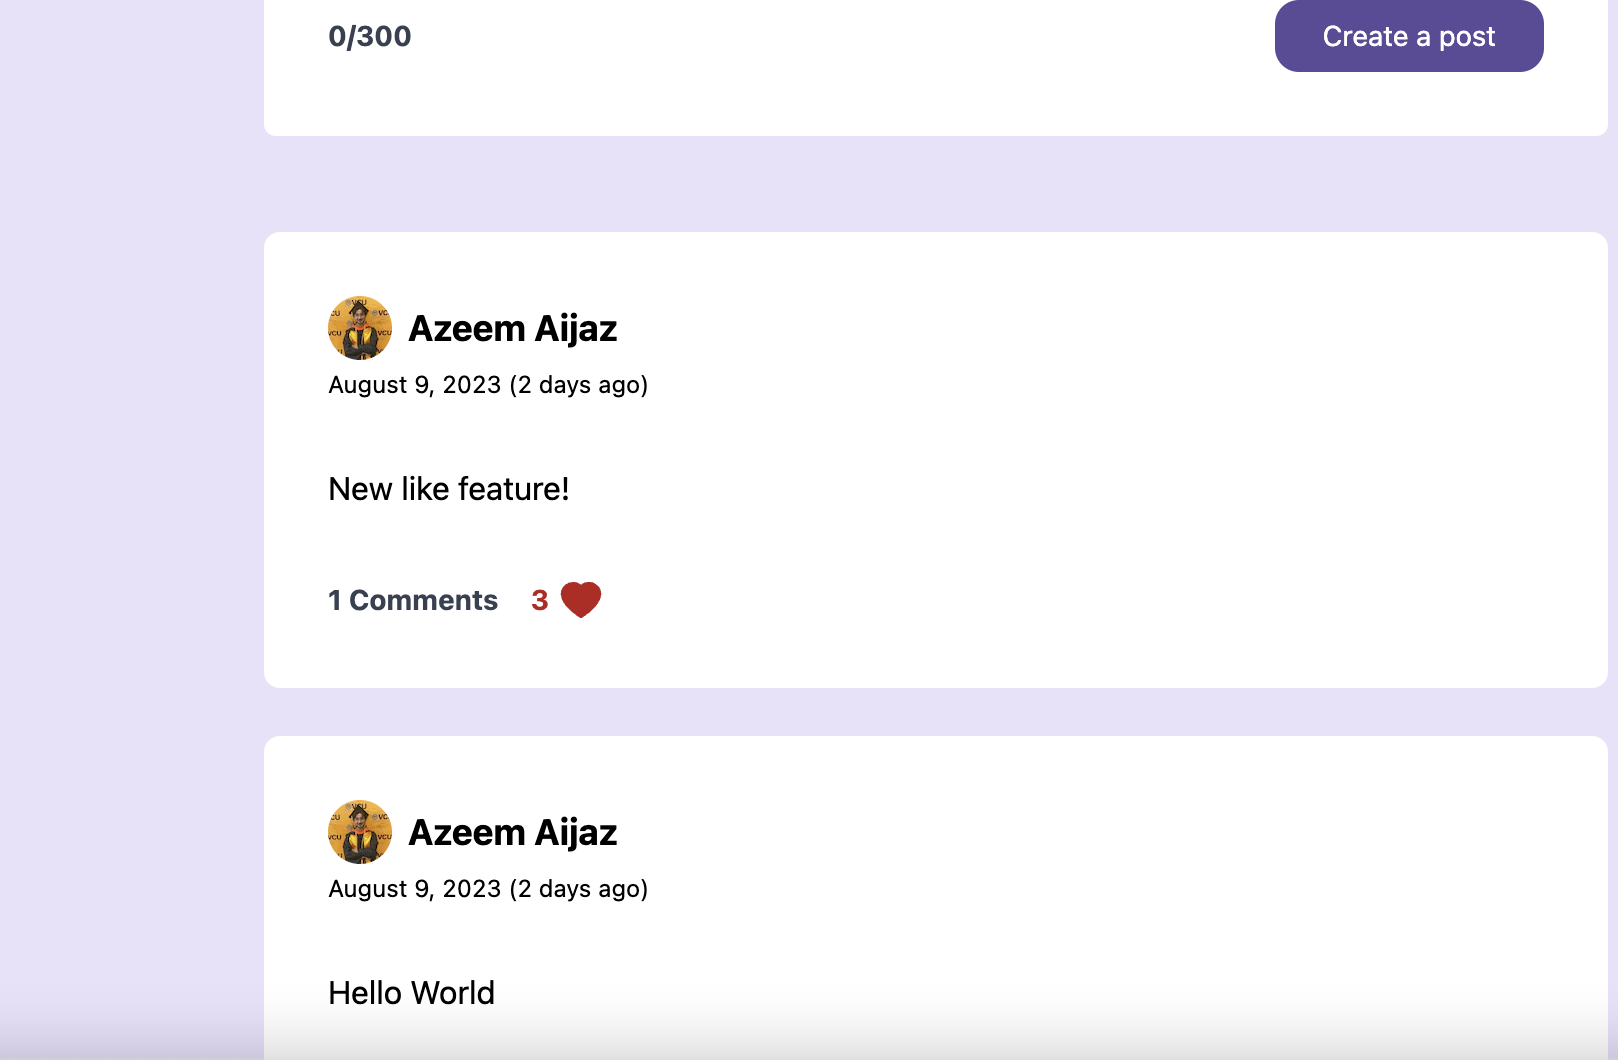 0/300
Create a post
Azeem Aijaz
August 9, 2023 (2 days ago)
New like feature!
1 Comments 3
Azeem Aijaz
August 9, 2023 (2 days ago)
Hello World